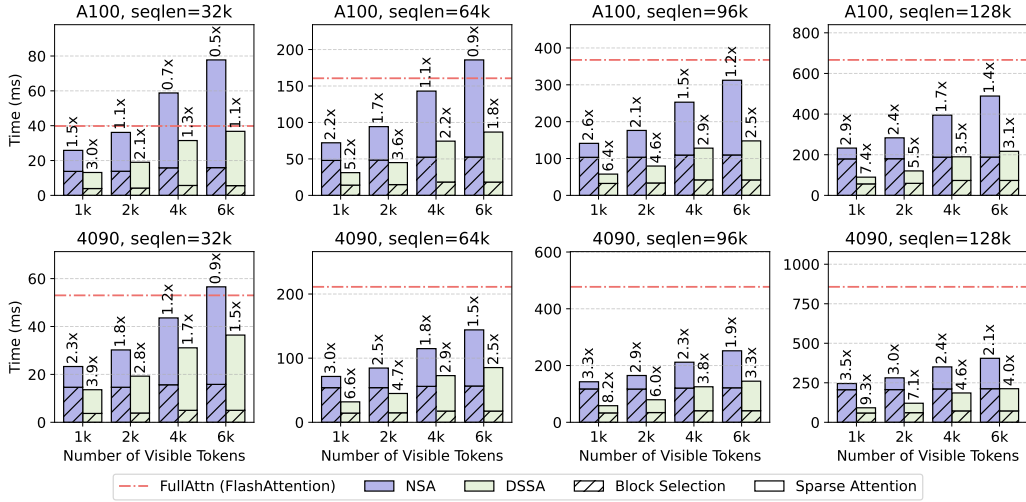 A100, seqlen=32k
A100, seqlen=64k
A100, seqlen=96k
A100, seqlen=128k
Time (ms)
80
60
40
20
0
1.5x
3.0x
1.1x
2.1x
0.7x
1.3x
0.5x
1.1x
1k
2k
4k
6k
200
150
100
50
0
2.2x
5.2x
1.7x
3.6x
1.1x
2.2x
0.9x
1.8x
1k
2k
4k
6k
400
300
200
100
0
2.6x
6.4x
2.1x
4.6x
1.5x
2.9x
1.2x
2.5x
1k
2k
4k
6k
800
600
400
200
0
2.9x
7.4x
2.4x
5.5x
1.7x
3.5x
1.4x
3.1x
1k
2k
4k
6k
4090, seqlen=32k
4090, seqlen=64k
4090, seqlen=96k
4090, seqlen=128k
Time (ms)
60
40
20
0
2.3x
3.9x
1.8x
2.8x
1.2x
1.7x
0.9x
1.5x
1k
2k
4k
6k
Number of Visible Tokens
200
100
0
3.0x
6.6x
2.5x
4.7x
1.8x
2.9x
1.5x
2.5x
1k
2k
4k
6k
Number of Visible Tokens
600
500
400
300
200
100
0
3.3x
8.2x
2.9x
6.0x
2.3x
3.8x
1.9x
3.3x
1k
2k
4k
6k
Number of Visible Tokens
1000
750
500
250
0
3.5x
9.3x
3.0x
7.1x
2.4x
4.6x
2.1x
4.0x
1k
2k
4k
6k
Number of Visible Tokens
FullAttn (FlashAttention)
NSA
DSSA
Block Selection
Sparse Attention